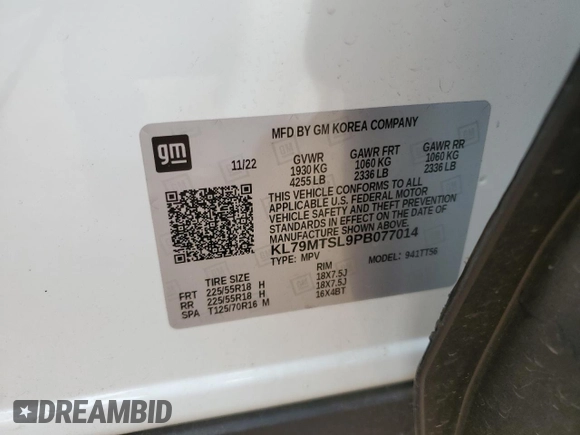 MFD BY GM KOREA COMPANY
gm
11/22 GVWR GAWR FRT GAWR RR
1930 KG 1060 KG 1060 KG
4255 LB 2336 LB 2336 LB
THIS VEHICLE CONFORMS TO ALL
APPLICABLE U.S. FEDERAL MOTOR
VEHICLE SAFETY AND THEFT PREVENTION
STANDARDS IN EFFECT ON THE DATE OF
MANUFACTURE SHOWN ABOVE.
KL79MTSL9PB077014
TYPE: MPV MODEL: 941TT56
TIRE SIZE RIM
FRT 225/55R18 H 18X7.5J
RR 225/55R18 H 18X7.5J
SPA T125/70R16 M 16X4BT
DREAMBID